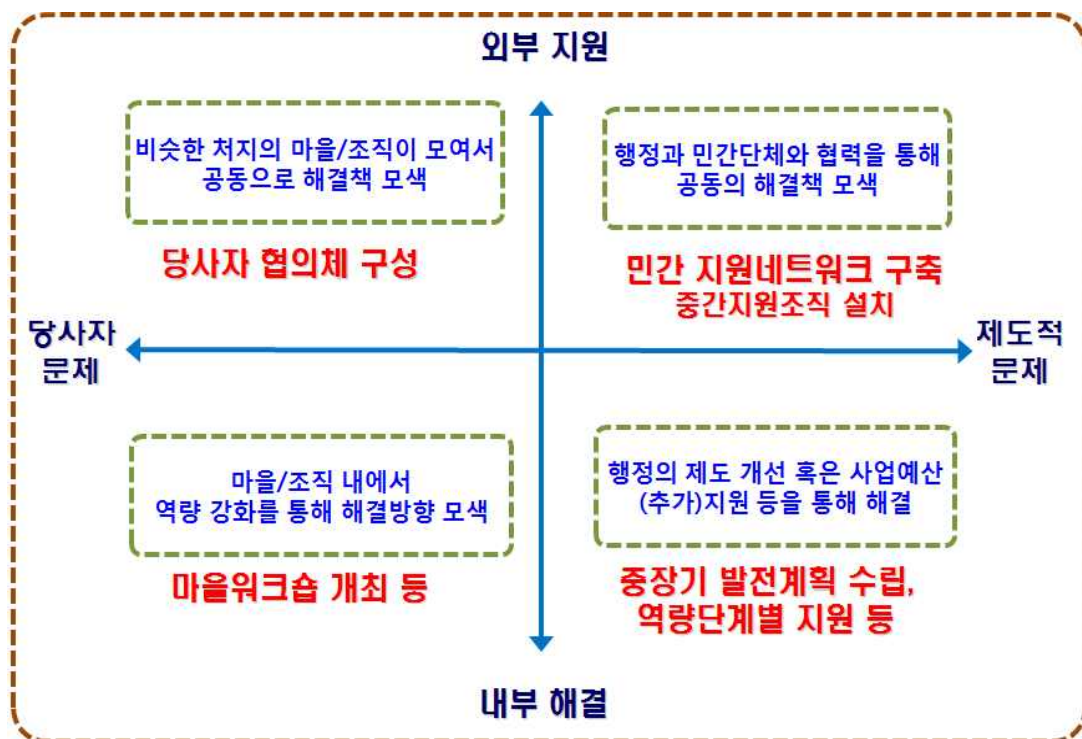 외부 지원
비슷한 처지의 마을/조직이 모여서
공동으로 해결책 모색
당사자 협의체 구성
행정과 민간단체와 협력을 통해
공동의 해결책 모색
민간 지원네트워크 구축
중간지원조직 설치
당사자
문제
제도적
문제
마을/조직 내에서
역량 강화를 통해 해결방향 모색
마을워크숍 개최 등
행정의 제도 개선 혹은 사업예산
(추가)지원 등을 통해 해결
중장기 발전계획 수립,
역량단계별 지원 등
내부 해결